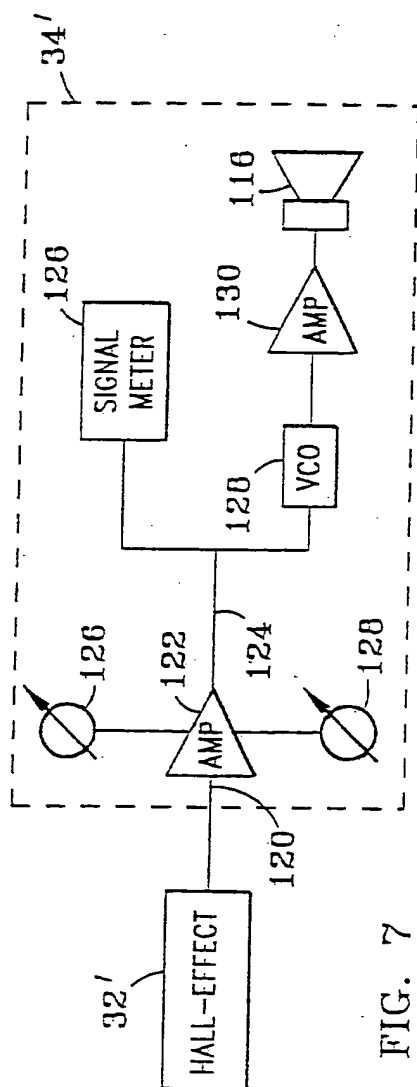 34'
126
SIGNAL
METER
126
122
AMP
124
128
120
128
VCO
130
AMP
116
32'
HALL-EFFECT
FIG. 7